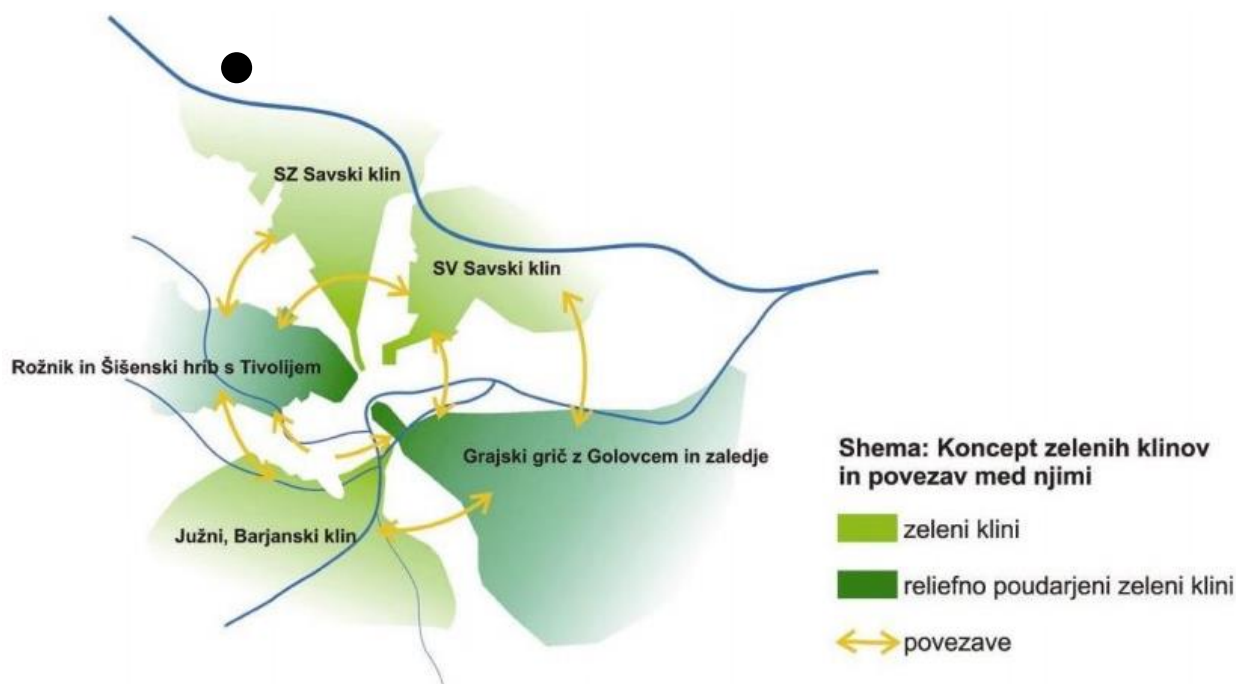 SZ Savski klin
SV Savski klin
Rožnik in Šišenski hrib s Tivolijem
Grajski grič z Golovcem in zaledje
Južni, Barjanski klin
Shema: Koncept zelenih klinov
in povezav med njimi
zeleni klini
reliefno poudarjeni zeleni klini
povezave